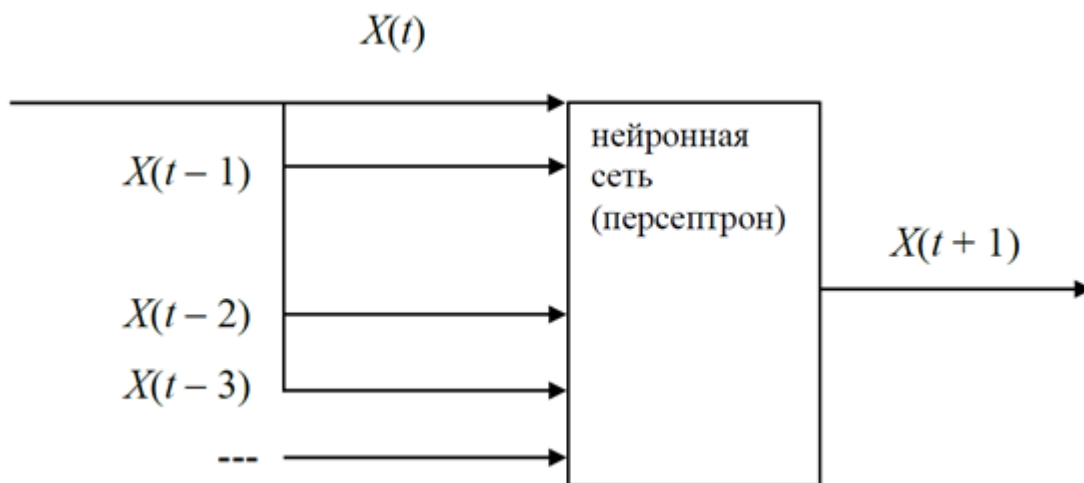 X(t)
нейронная
сеть
(персептрон)
X(t – 1)
X(t + 1)
X(t – 2)
X(t – 3)
---